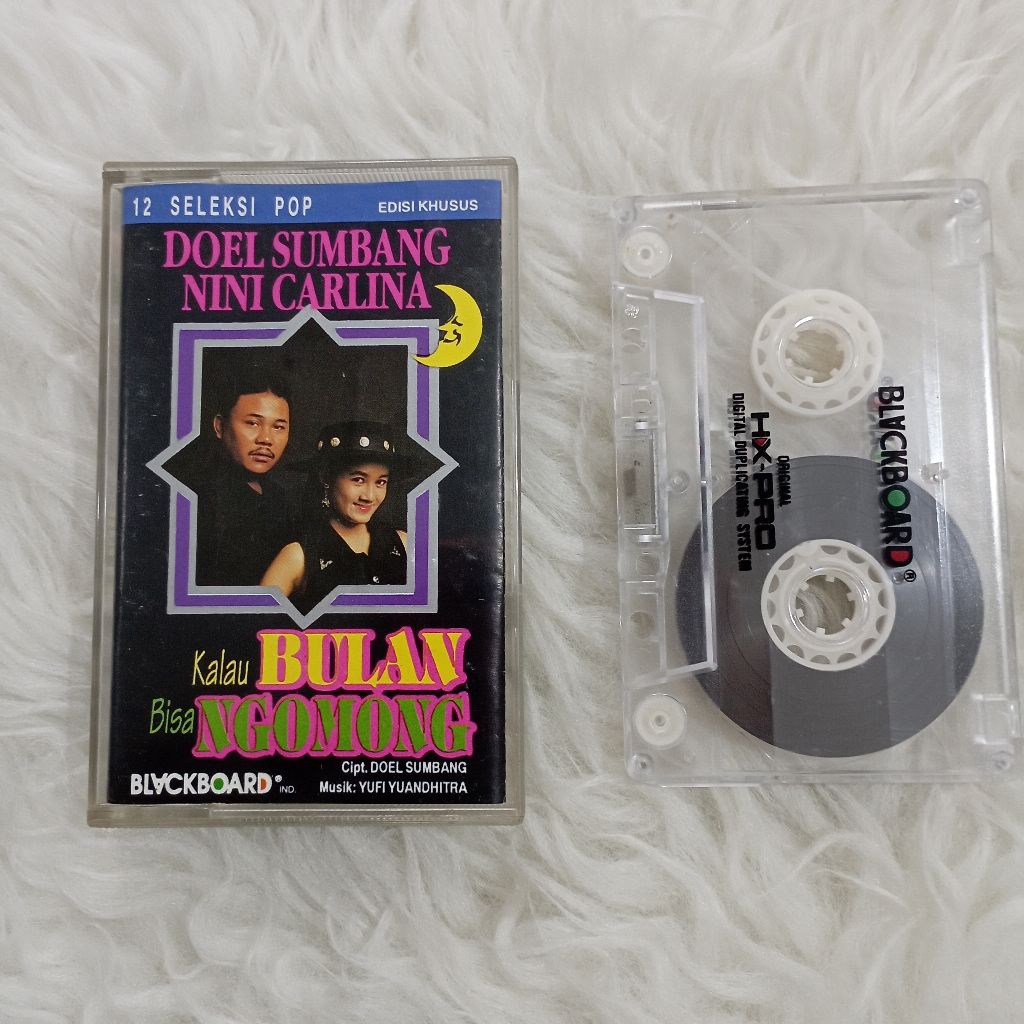 12 SELEKSI POP EDISI KHUSUS
DOEL SUMBANG
NINI CARLINA
Kalau BULAN
Bisa NGOMONG
Cipt. DOEL SUMBANG
BLACKBOARD® IND. Musik: YUFI YUANDHITRA
BLACKBOARD®
ORIGINAL
HX-PRO
DIGITAL DUPLICATING SYSTEM